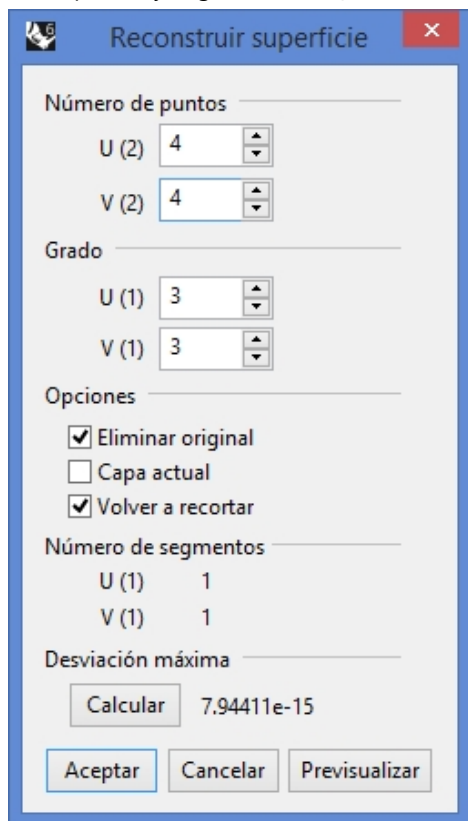 Reconstruir superficie
Número de puntos
U (2) 4
V (2) 4
Grado
U (1) 3
V (1) 3
Opciones
Eliminar original
Capa actual
Volver a recortar
Número de segmentos
U (1) 1
V (1) 1
Desviación máxima
Calcular 7.94411e-15
Aceptar Cancelar Previsualizar